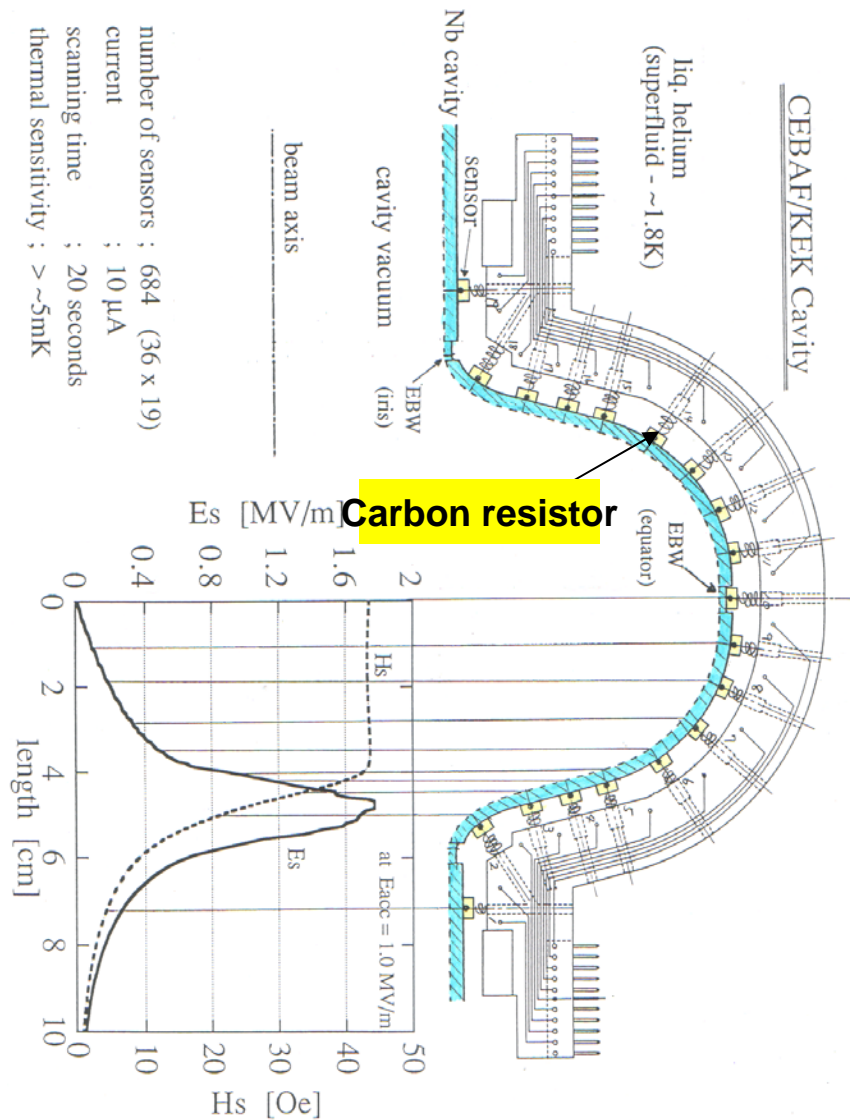 CEBAF/KEK Cavity
liq. helium
(superfluid - ~1.8K)
Nb cavity
sensor
cavity vacuum
EBW
(iris)
EBW
(equator)
Carbon resistor
beam axis
number of sensors ; 684 (36 x 19)
current ; 10 μA
scanning time ; 20 seconds
thermal sensitivity ; > ~5mK
Es [MV/m]
0 0.4 0.8 1.2 1.6 2
Hs
Es
at Eacc = 1.0 MV/m
0 2 4 6 8 10
length [cm]
0 10 20 30 40 50
Hs [Oe]